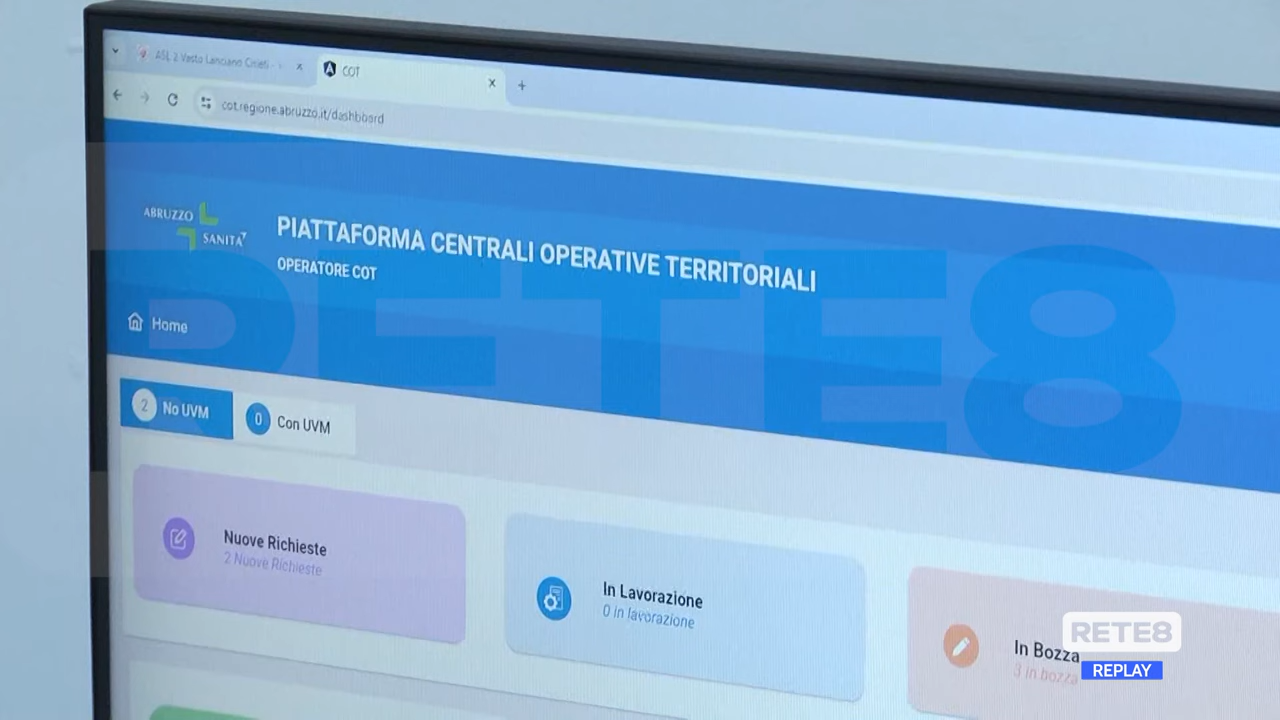 ASL 2 Vasto Lanciano Chieti -
COT
cot.regione.abruzzo.it/dashboard
ABRUZZO
SANITA'
PIATTAFORMA CENTRALI OPERATIVE TERRITORIALI
OPERATORE COT
Home
2 No UVM
0 Con UVM
Nuove Richieste
2 Nuove Richieste
In Lavorazione
0 in lavorazione
In Bozza
3 in bozza
RETE8
RETE8
REPLAY